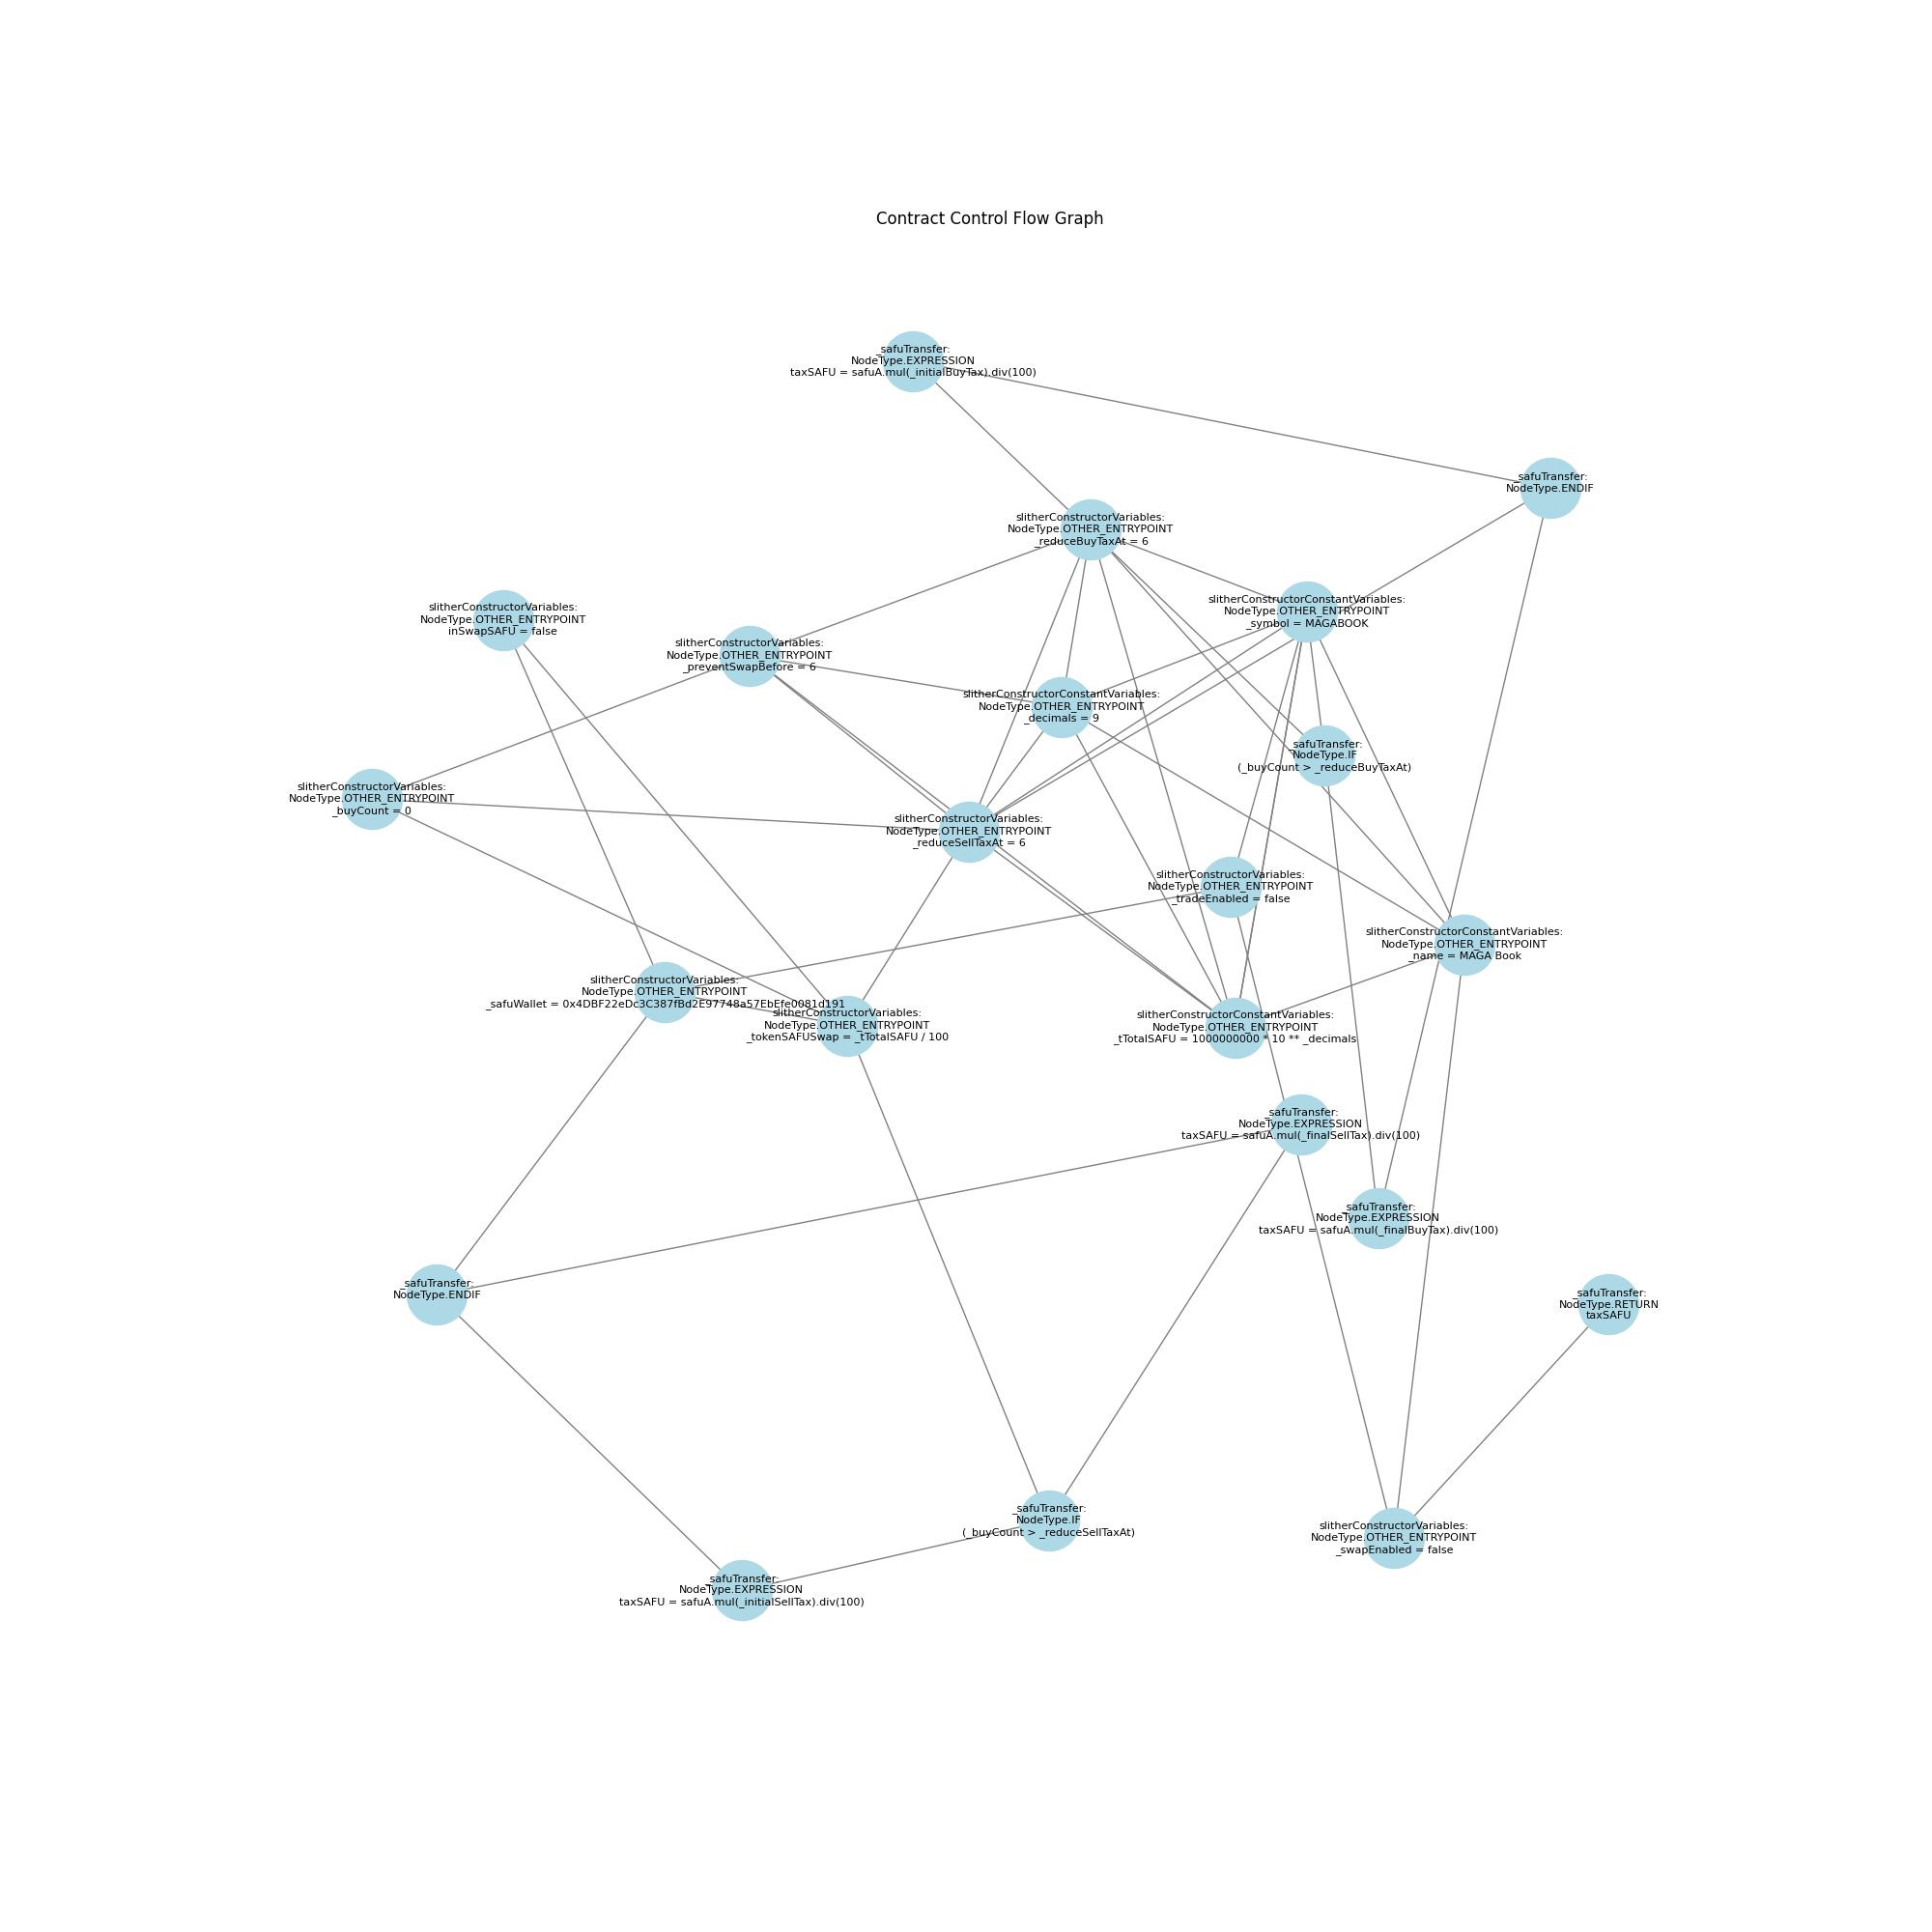 Contract Control Flow Graph
_safuTransfer:
NodeType.EXPRESSION
taxSAFU = safuA.mul(_initialBuyTax).div(100)
_safuTransfer:
NodeType.ENDIF
slitherConstructorVariables:
NodeType.OTHER_ENTRYPOINT
_reduceBuyTaxAt = 6
slitherConstructorConstantVariables:
NodeType.OTHER_ENTRYPOINT
_symbol = MAGABOOK
slitherConstructorVariables:
NodeType.OTHER_ENTRYPOINT
inSwapSAFU = false
slitherConstructorVariables:
NodeType.OTHER_ENTRYPOINT
_preventSwapBefore = 6
slitherConstructorConstantVariables:
NodeType.OTHER_ENTRYPOINT
_decimals = 9
_safuTransfer:
NodeType.IF
(_buyCount > _reduceBuyTaxAt)
slitherConstructorVariables:
NodeType.OTHER_ENTRYPOINT
_buyCount = 0
slitherConstructorVariables:
NodeType.OTHER_ENTRYPOINT
_reduceSellTaxAt = 6
slitherConstructorVariables:
NodeType.OTHER_ENTRYPOINT
_tradeEnabled = false
slitherConstructorConstantVariables:
NodeType.OTHER_ENTRYPOINT
_name = MAGA Book
slitherConstructorVariables:
NodeType.OTHER_ENTRYPOINT
_safuWallet = 0x4DBF22eDc3C387fBd2E97748a57EbEfe0081d191
slitherConstructorVariables:
NodeType.OTHER_ENTRYPOINT
_tokenSAFUSwap = _tTotalSAFU / 100
slitherConstructorConstantVariables:
NodeType.OTHER_ENTRYPOINT
_tTotalSAFU = 1000000000 * 10 ** _decimals
_safuTransfer:
NodeType.EXPRESSION
taxSAFU = safuA.mul(_finalSellTax).div(100)
_safuTransfer:
NodeType.EXPRESSION
taxSAFU = safuA.mul(_finalBuyTax).div(100)
_safuTransfer:
NodeType.ENDIF
_safuTransfer:
NodeType.RETURN
taxSAFU
_safuTransfer:
NodeType.IF
(_buyCount > _reduceSellTaxAt)
slitherConstructorVariables:
NodeType.OTHER_ENTRYPOINT
_swapEnabled = false
_safuTransfer:
NodeType.EXPRESSION
taxSAFU = safuA.mul(_initialSellTax).div(100)